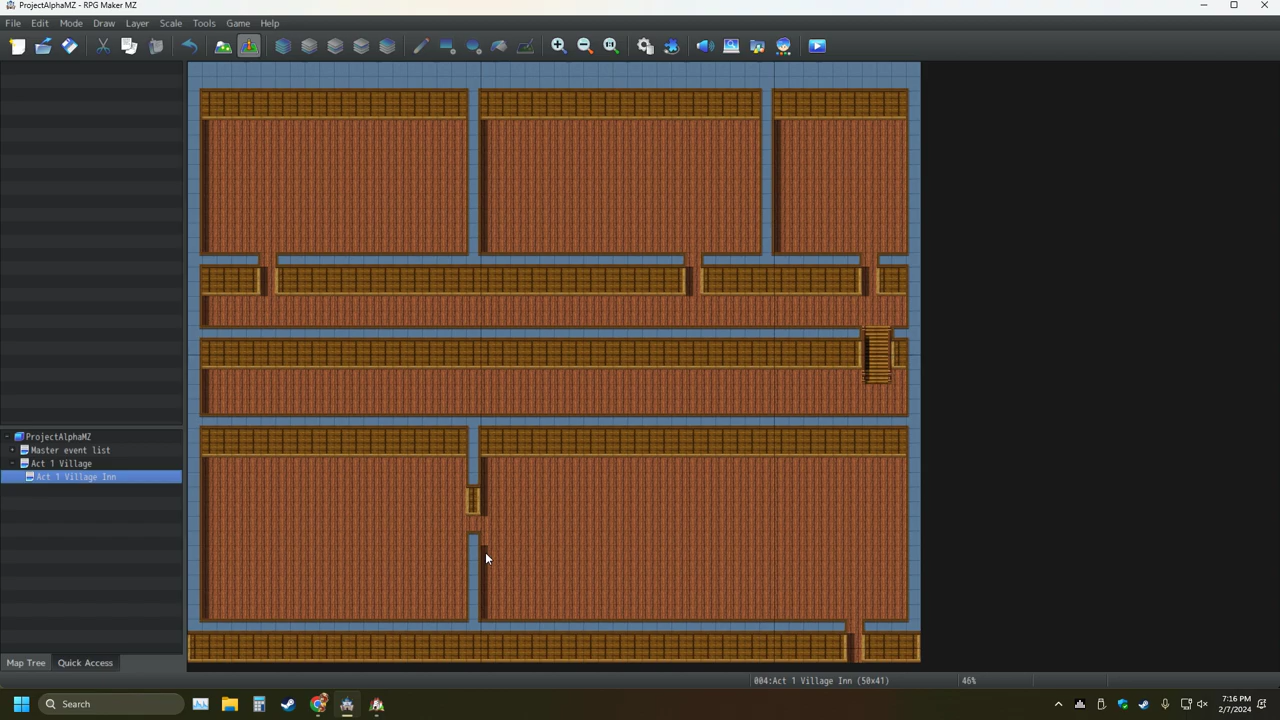 ProjectAlphaMZ - RPG Maker MZ
File Edit Mode Draw Layer Scale Tools Game Help
ProjectAlphaMZ
Master event list
Act 1 Village
Act 1 Village Inn
Map Tree Quick Access
004:Act 1 Village Inn (50x41) 46%
Search
7:16 PM
2/7/2024